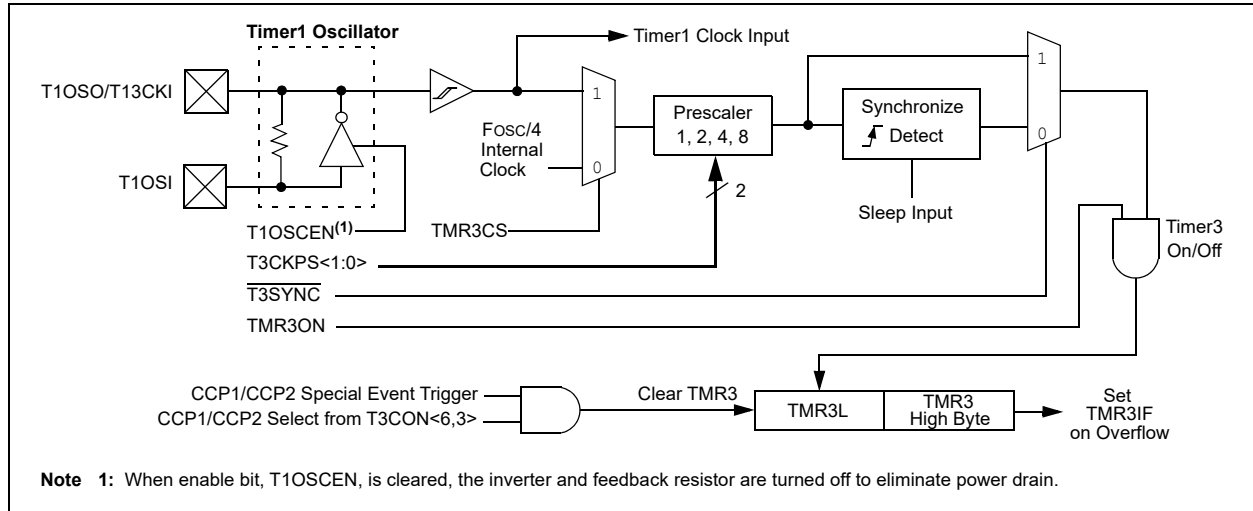 Timer1 Oscillator
Timer1 Clock Input
T1OSO/T13CKI
1
1
Prescaler
1, 2, 4, 8
Synchronize
Detect
FOSC/4
Internal
Clock
0
0
T1OSI
2
Sleep Input
T1OSCEN(1)
TMR3CS
Timer3
On/Off
T3CKPS<1:0>
T3SYNC
TMR3ON
CCP1/CCP2 Special Event Trigger
CCP1/CCP2 Select from T3CON<6,3>
Clear TMR3
TMR3L
TMR3
High Byte
Set
TMR3IF
on Overflow
Note 1: When enable bit, T1OSCEN, is cleared, the inverter and feedback resistor are turned off to eliminate power drain.